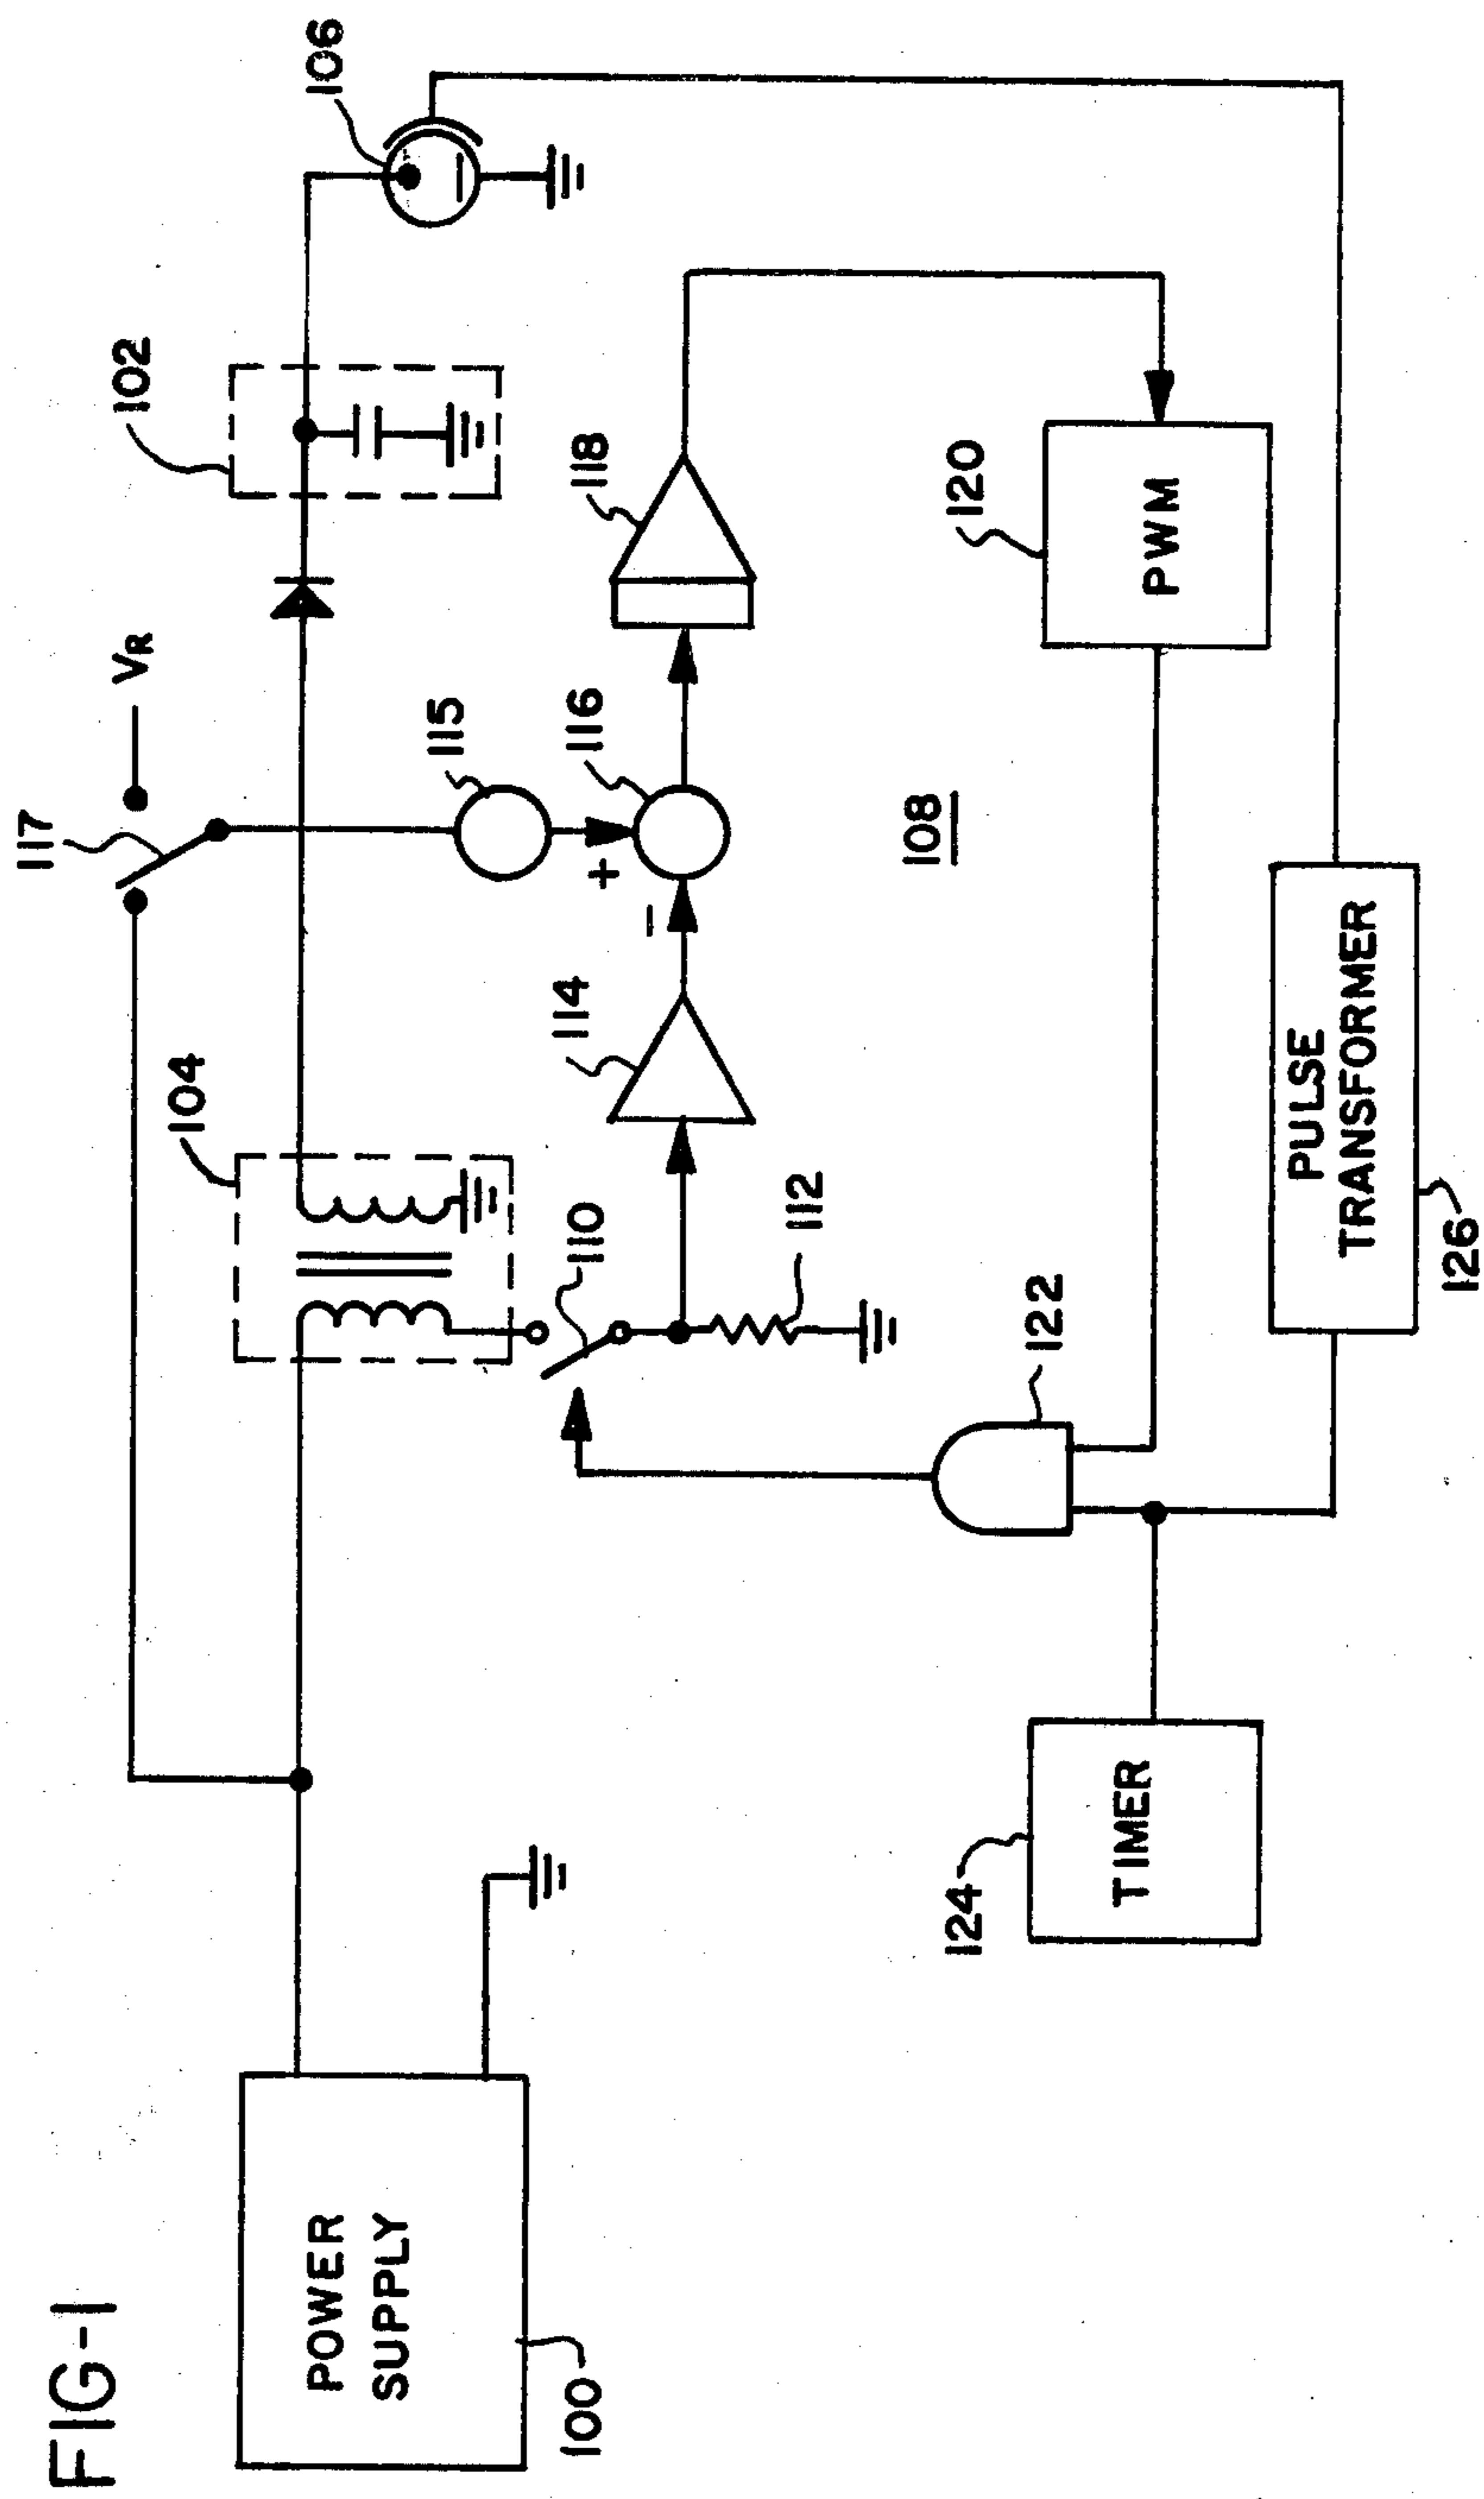 FIG-1
117
VR
102
106
104
115
116
118
114
110
112
108
120
PWM
122
POWER
SUPPLY
100
124
TIMER
PULSE
TRANSFORMER
126
+
−